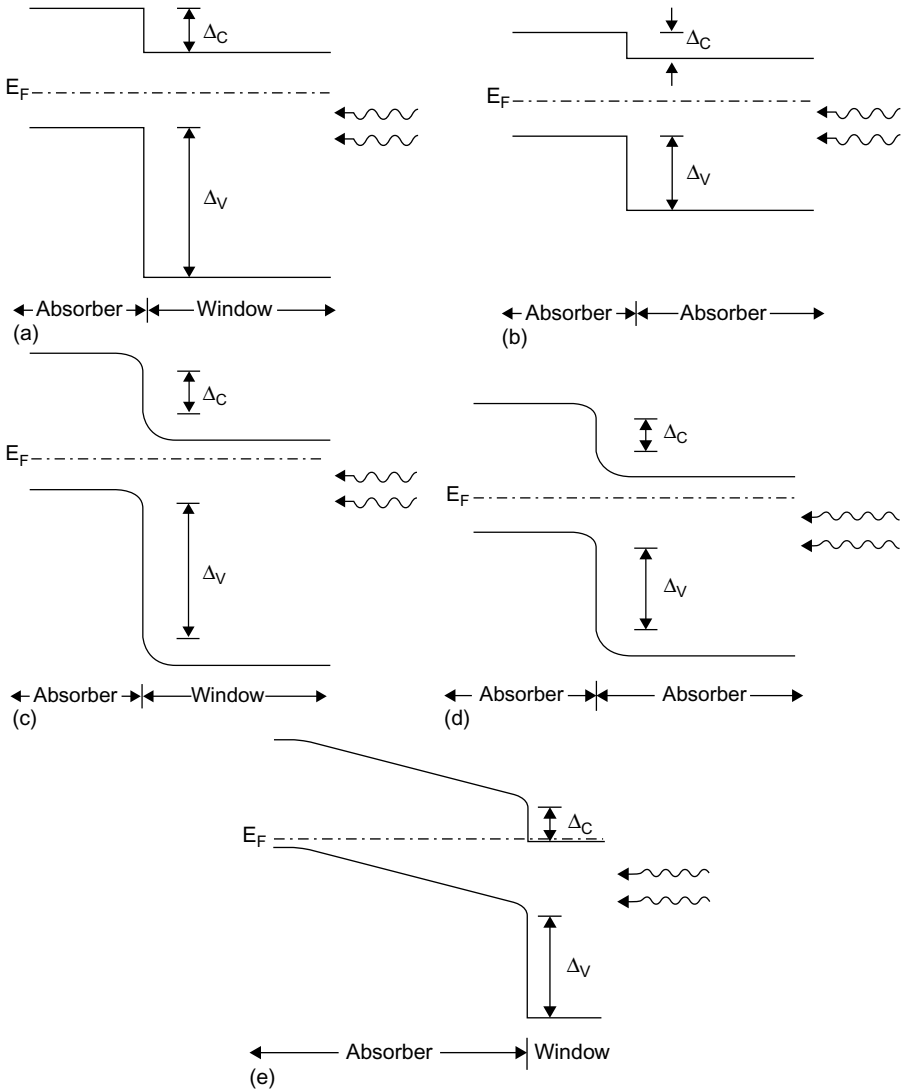 ΔC
EF
ΔV
Absorber
Window
(a)
ΔC
EF
ΔV
Absorber
Absorber
(b)
ΔC
EF
ΔV
Absorber
Window
(c)
ΔC
EF
ΔV
Absorber
Absorber
(d)
ΔC
EF
ΔV
Absorber
Window
(e)